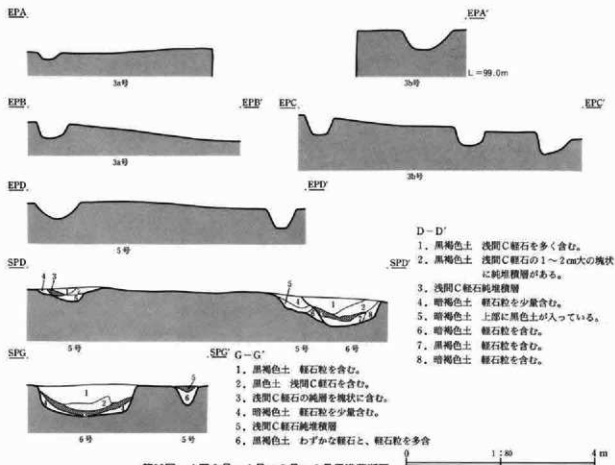 EPA
EPA′
3a号
3b号
L=99.0m
EPB
EPB′
EPC
EPC′
3a号
3b号
EPD
EPD′
5号
SPD
SPD′
4
3
5
4
1
5号
5号
6号
D－D′
1．黒褐色土 浅間C軽石を多く含む。
2．黒褐色土 浅間C軽石の1～2cm大の塊状
に純堆積層がある。
3．浅間C軽石純堆積層
4．暗褐色土 軽石粒を少量含む。
5．暗褐色土 上部に黒色土が入っている。
6．暗褐色土 軽石粒を含む。
7．黒褐色土 軽石粒を含む。
8．暗褐色土 軽石粒を含む。
SPG
SPG′
1
2
5
6
6号
5号
G－G′
1．黒褐色土 軽石粒を含む。
2．黒色土 浅間C軽石を含む。
3．浅間C軽石の純層を塊状に含む。
4．暗褐色土 軽石粒を少量含む。
5．浅間C軽石純堆積層
6．黒褐色土 わずかな軽石と、軽石粒を多含
0
1:80
4m